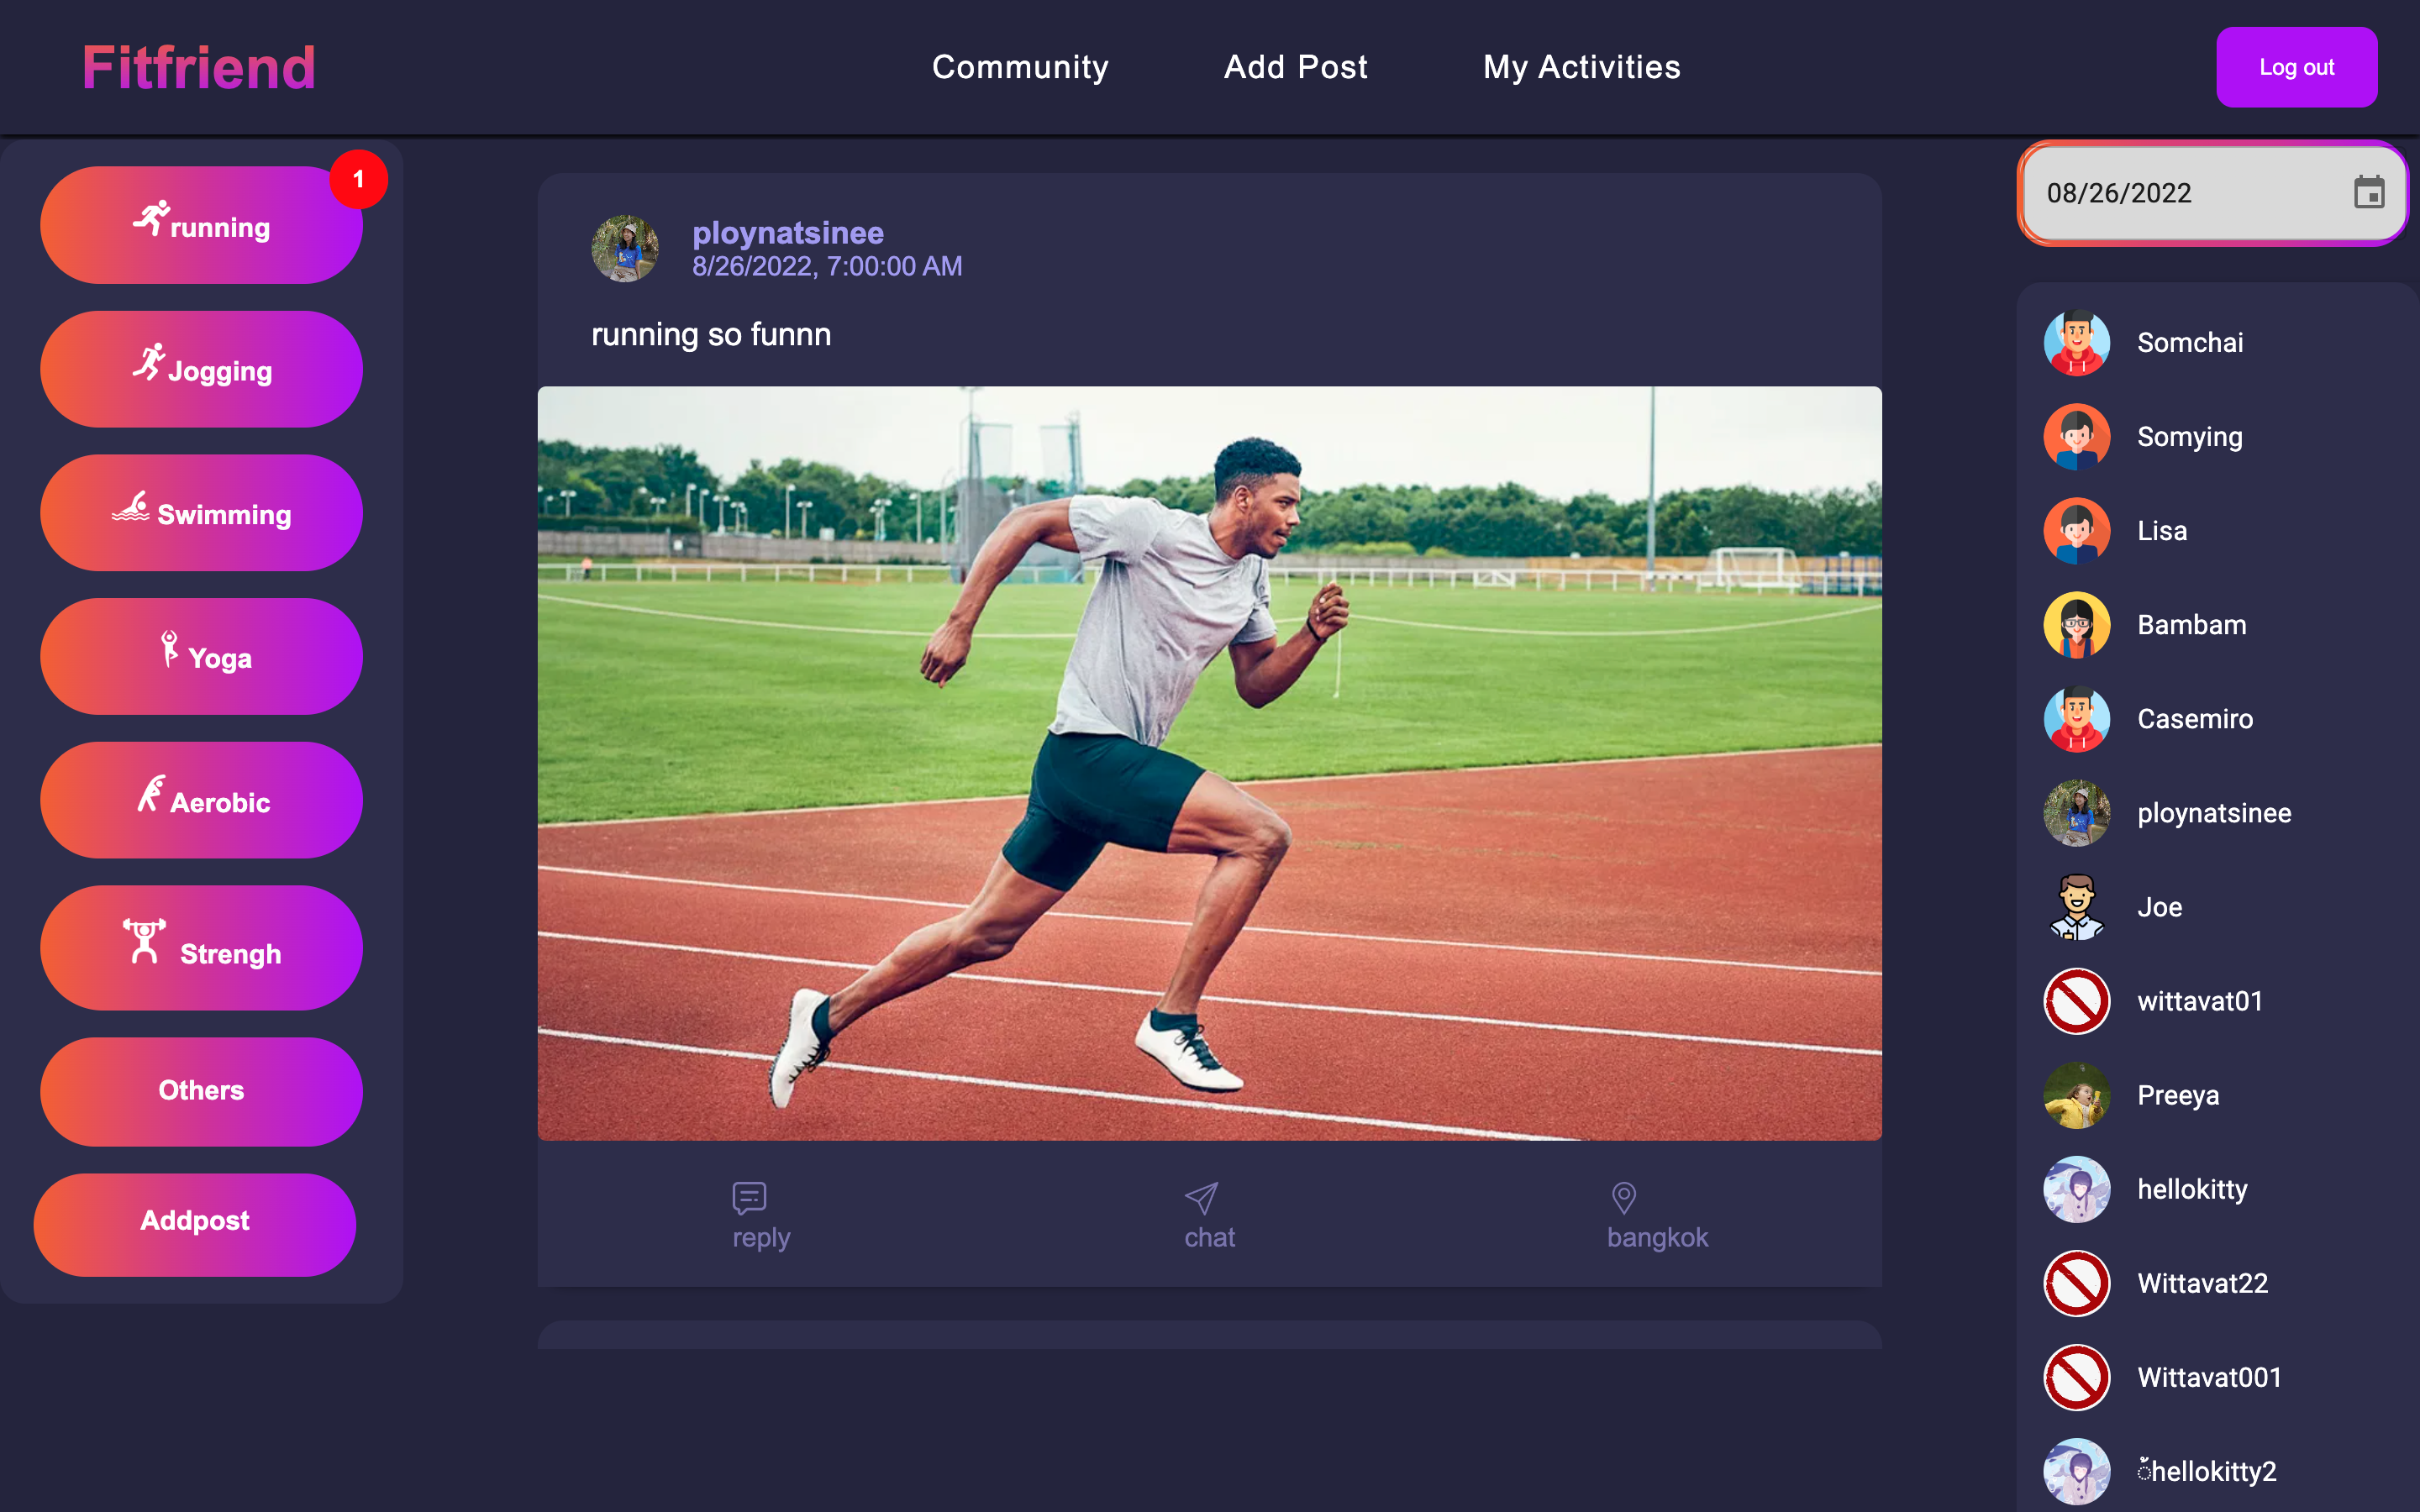 Fitfriend
Community
Add Post
My Activities
Log out
running
1
Jogging
Swimming
Yoga
Aerobic
Strengh
Others
Addpost
ploynatsinee
8/26/2022, 7:00:00 AM
running so funnn
reply
chat
bangkok
08/26/2022
Somchai
Somying
Lisa
Bambam
Casemiro
ploynatsinee
Joe
wittavat01
Preeya
hellokitty
Wittavat22
Wittavat001
์hellokitty2